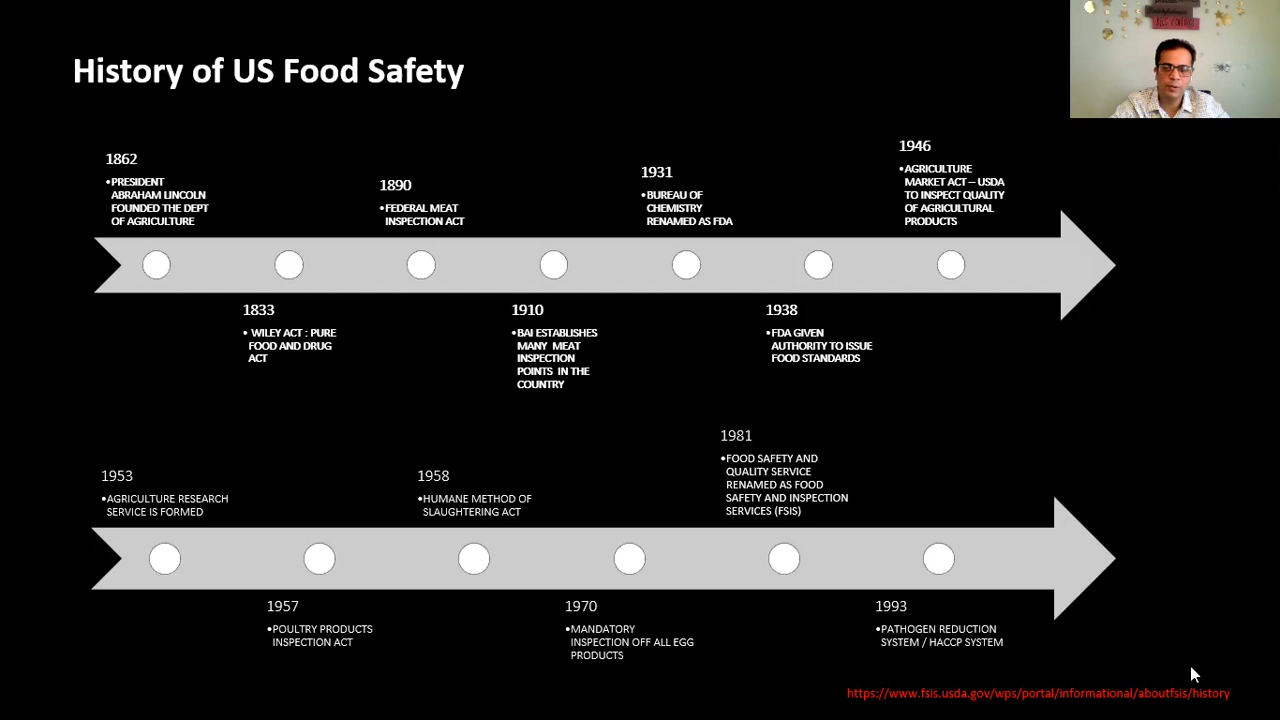 History of US Food Safety
1862
•PRESIDENT
ABRAHAM LINCOLN
FOUNDED THE DEPT
OF AGRICULTURE
1833
• WILEY ACT : PURE
FOOD AND DRUG
ACT
1890
•FEDERAL MEAT
INSPECTION ACT
1910
•BAI ESTABLISHES
MANY MEAT
INSPECTION
POINTS IN THE
COUNTRY
1931
•BUREAU OF
CHEMISTRY
RENAMED AS FDA
1938
•FDA GIVEN
AUTHORITY TO ISSUE
FOOD STANDARDS
1946
•AGRICULTURE
MARKET ACT – USDA
TO INSPECT QUALITY
OF AGRICULTURAL
PRODUCTS
1953
•AGRICULTURE RESEARCH
SERVICE IS FORMED
1957
•POULTRY PRODUCTS
INSPECTION ACT
1958
•HUMANE METHOD OF
SLAUGHTERING ACT
1970
•MANDATORY
INSPECTION OFF ALL EGG
PRODUCTS
1981
•FOOD SAFETY AND
QUALITY SERVICE
RENAMED AS FOOD
SAFETY AND INSPECTION
SERVICES (FSIS)
1993
•PATHOGEN REDUCTION
SYSTEM / HACCP SYSTEM
https://www.fsis.usda.gov/wps/portal/informational/aboutfsis/history